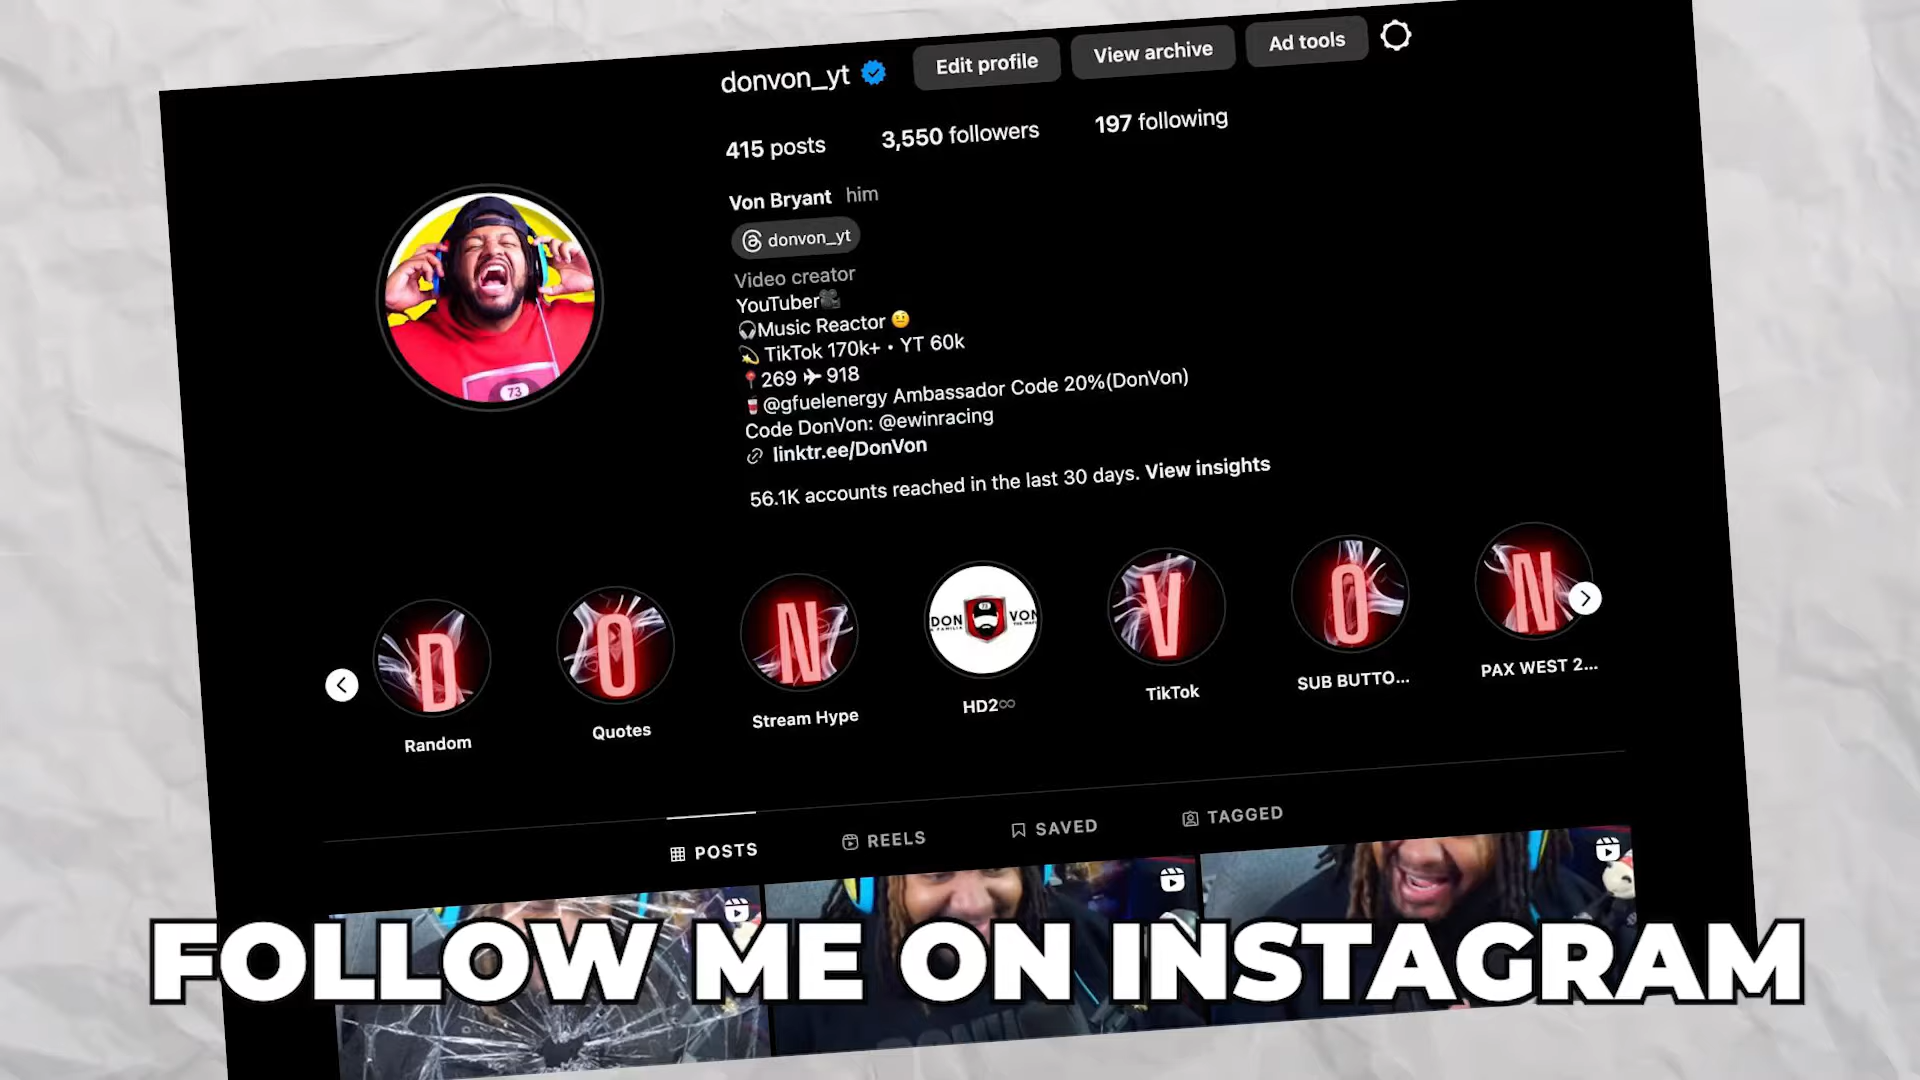 donvon_yt
Edit profile
View archive
Ad tools
415 posts
3,550 followers
197 following
Von Bryant him
donvon_yt
Video creator
YouTuber🎥
🎧Music Reactor 🤨
💫 TikTok 170k+ • YT 60k
📍269 ✈ 918
🥤@gfuelenergy Ambassador Code 20%(DonVon)
Code DonVon: @ewinracing
linktr.ee/DonVon
56.1K accounts reached in the last 30 days. View insights
D
O
N
DON VON
V
O
N
Random
Quotes
Stream Hype
HD2♾
TikTok
SUB BUTTO...
PAX WEST 2...
POSTS
REELS
SAVED
TAGGED
FOLLOW ME ON INSTAGRAM
73